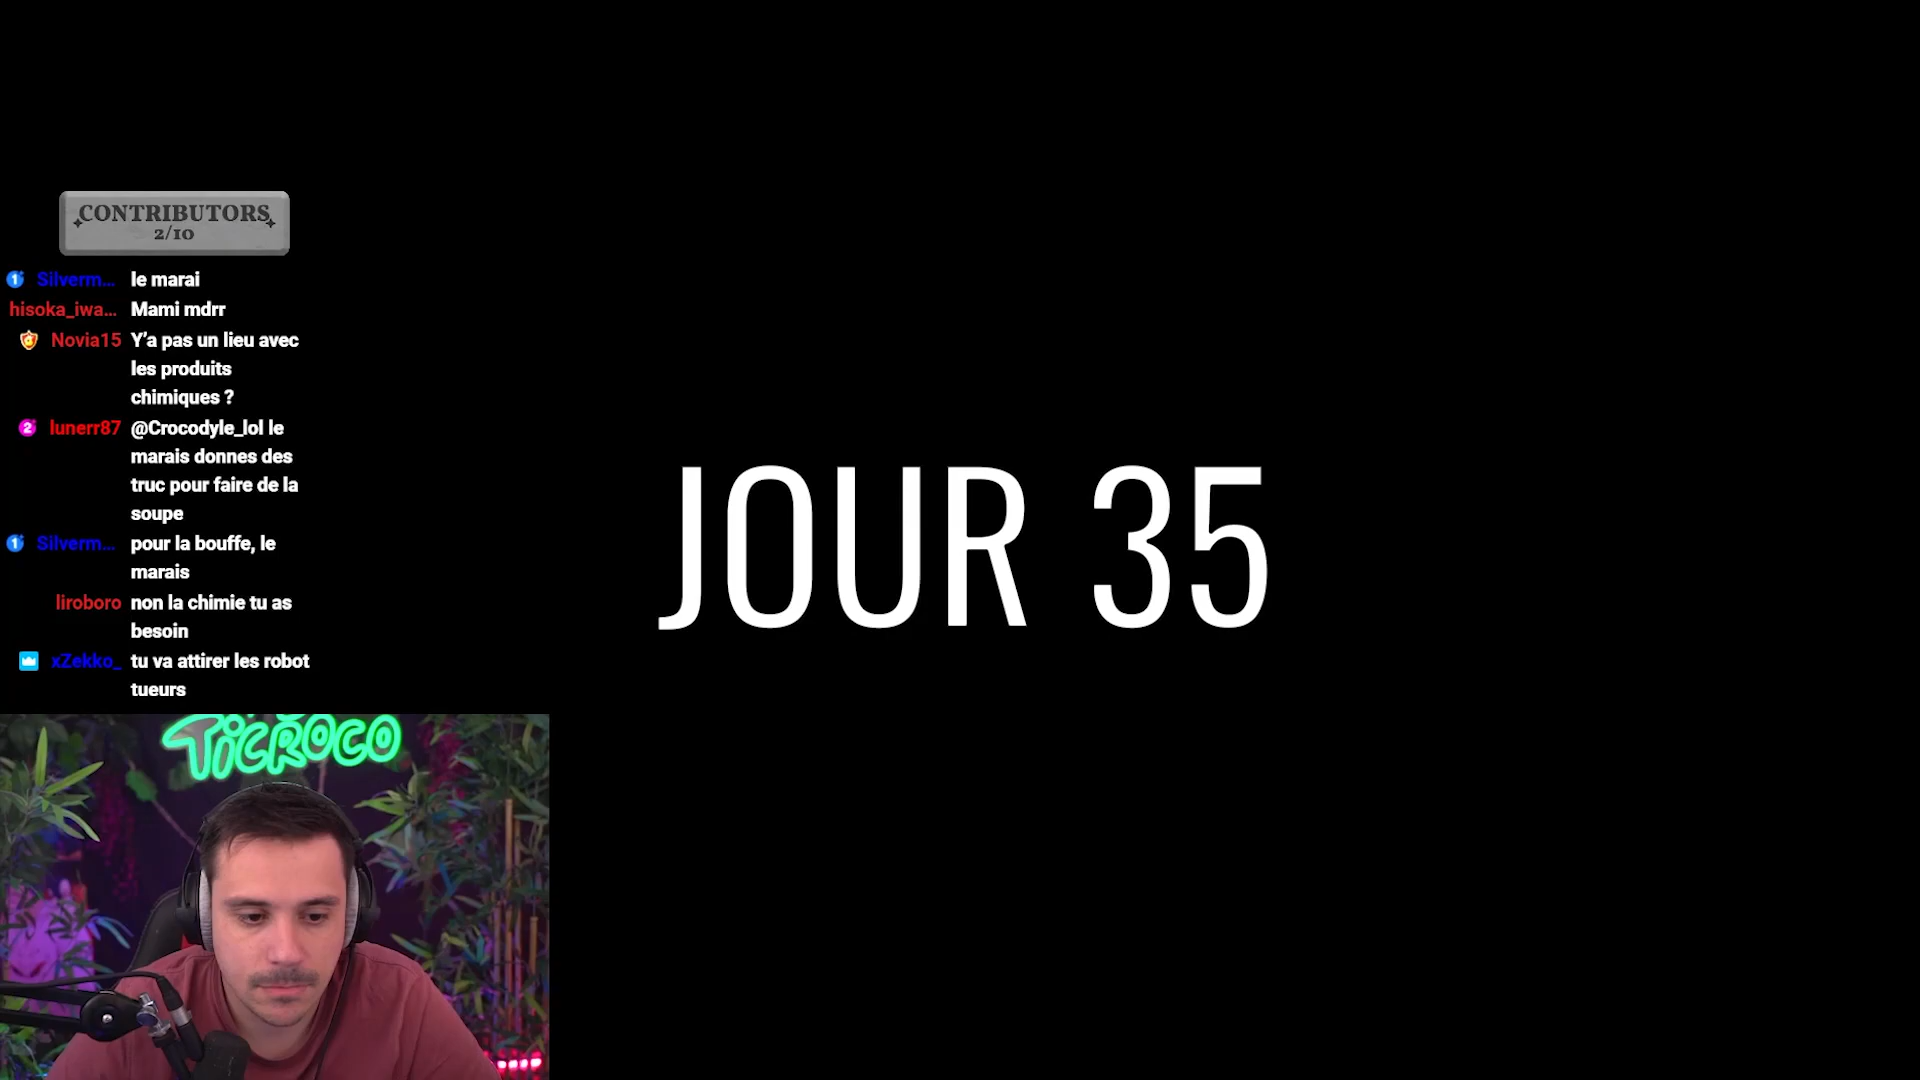 CONTRIBUTORS
2/10
Silverm... le marai
hisoka_iwa... Mami mdrr
Novia15 Y'a pas un lieu avec
les produits
chimiques ?
lunerr87 @Crocodyle_lol le
marais donnes des
truc pour faire de la
soupe
Silverm... pour la bouffe, le
marais
liroboro non la chimie tu as
besoin
xZekko_ tu va attirer les robot
tueurs
JOUR 35
TiCROCO